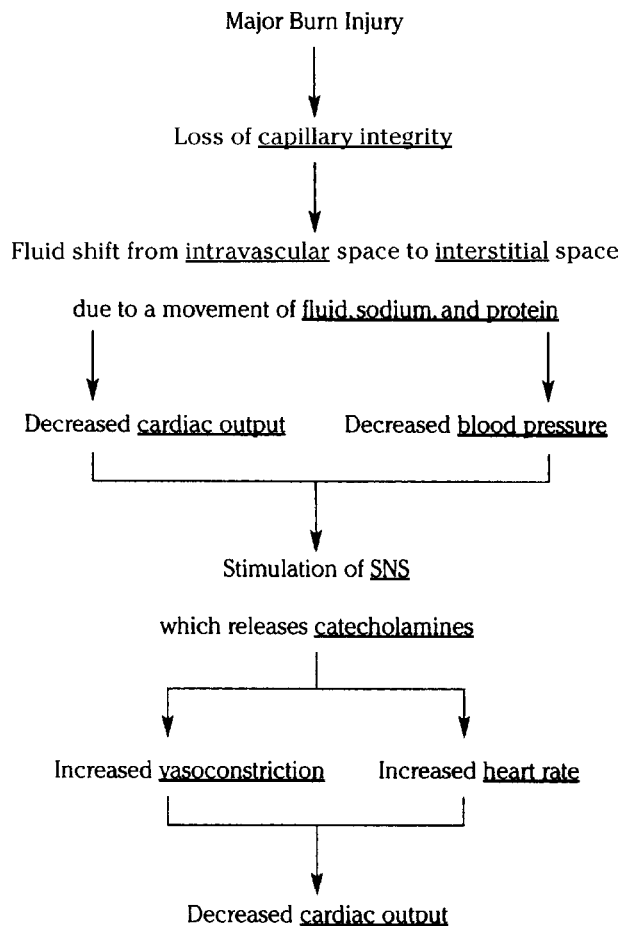 Major Burn Injury
Loss of capillary integrity
Fluid shift from intravascular space to interstitial space
due to a movement of fluid, sodium, and protein
Decreased cardiac output
Decreased blood pressure
Stimulation of SNS
which releases catecholamines
Increased vasoconstriction
Increased heart rate
Decreased cardiac output